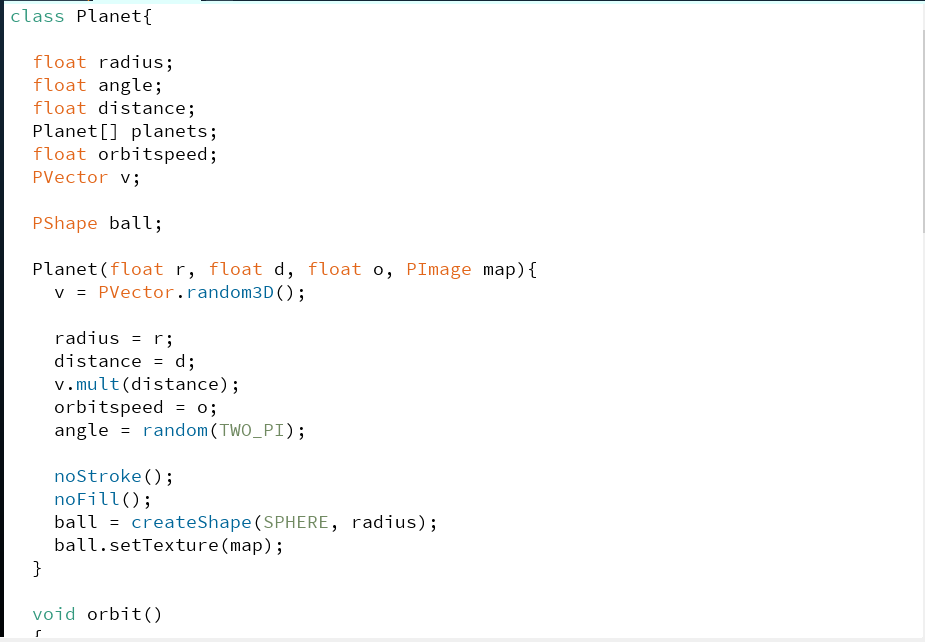 class Planet{
float radius;
float angle;
float distance;
Planet[] planets;
float orbitspeed;
PVector v;
PShape ball;
Planet(float r, float d, float o, PImage map){
v = PVector.random3D();
radius = r;
distance = d;
v.mult(distance);
orbitspeed = o;
angle = random(TWO_PI);
noStroke();
noFill();
ball = createShape(SPHERE, radius);
ball.setTexture(map);
}
void orbit()
{